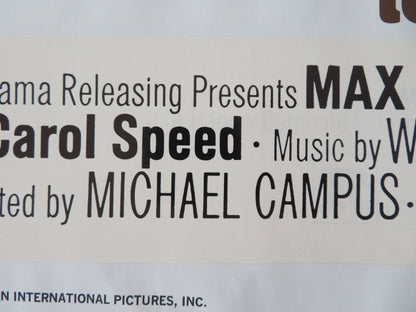 ama Releasing Presents MAX
Carol Speed · Music by W
ted by MICHAEL CAMPUS ·
N INTERNATIONAL PICTURES, INC.